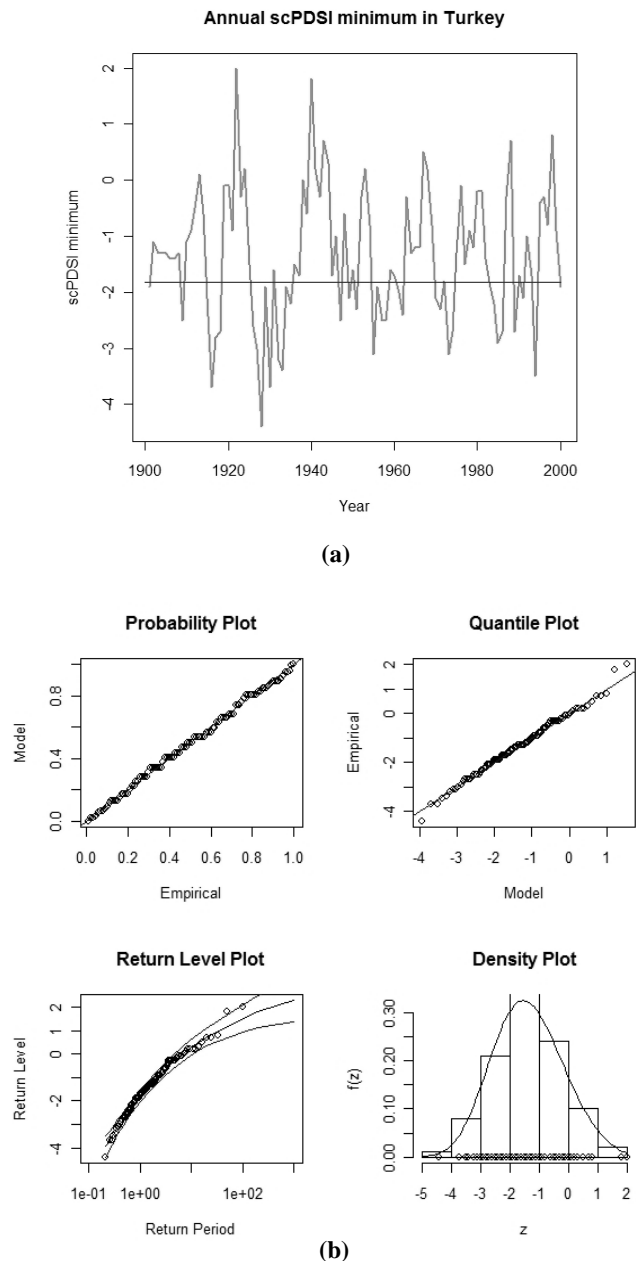 Annual scPDSI minimum in Turkey
scPDSI minimum
2
0
-1
-2
-3
-4
1900 1920 1940 1960 1980 2000
Year
(a)
Probability Plot
Model
0.0 0.4 0.8
0.0 0.2 0.4 0.6 0.8 1.0
Empirical
Quantile Plot
Empirical
-4 -2 0 1 2
-4 -3 -2 -1 0 1
Model
Return Level Plot
Return Level
-4 -2 0 1 2
1e-01 1e+00 1e+02
Return Period
Density Plot
f(z)
0.00 0.10 0.20 0.30
-5 -4 -3 -2 -1 0 1 2
z
(b)